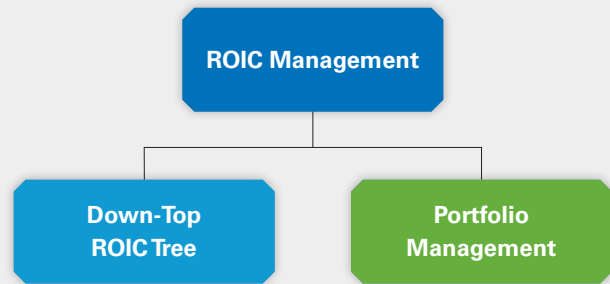 ROIC Management
Down-Top
ROIC Tree
Portfolio
Management